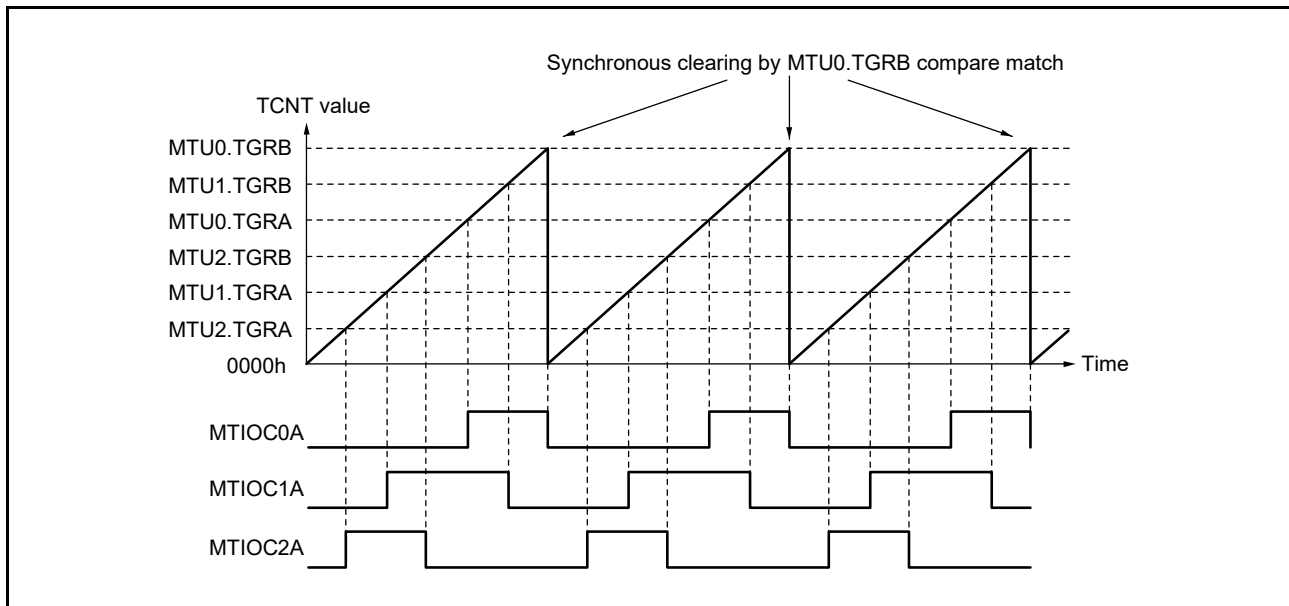 Synchronous clearing by MTU0.TGRB compare match
TCNT value
MTU0.TGRB
MTU1.TGRB
MTU0.TGRA
MTU2.TGRB
MTU1.TGRA
MTU2.TGRA
0000h
Time
MTIOC0A
MTIOC1A
MTIOC2A